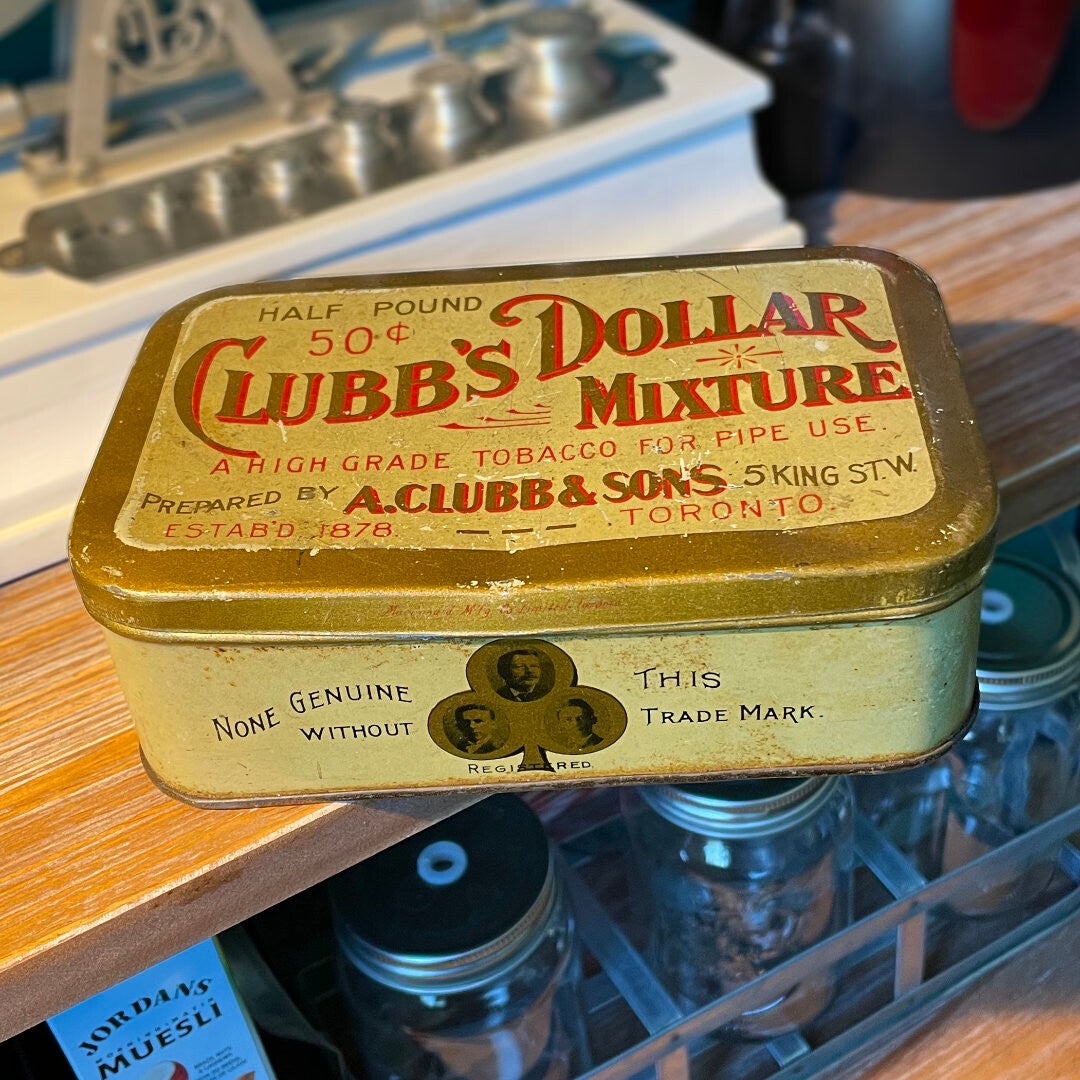 HALF POUND
50¢
CLUBB'S DOLLAR
MIXTURE
A HIGH GRADE TOBACCO FOR PIPE USE.
PREPARED BY A.CLUBB & SONS 5 KING ST.W.
ESTAB'D 1878. TORONTO.
NONE GENUINE THIS
WITHOUT TRADE MARK.
REGISTERED.
JORDANS
MUESLI